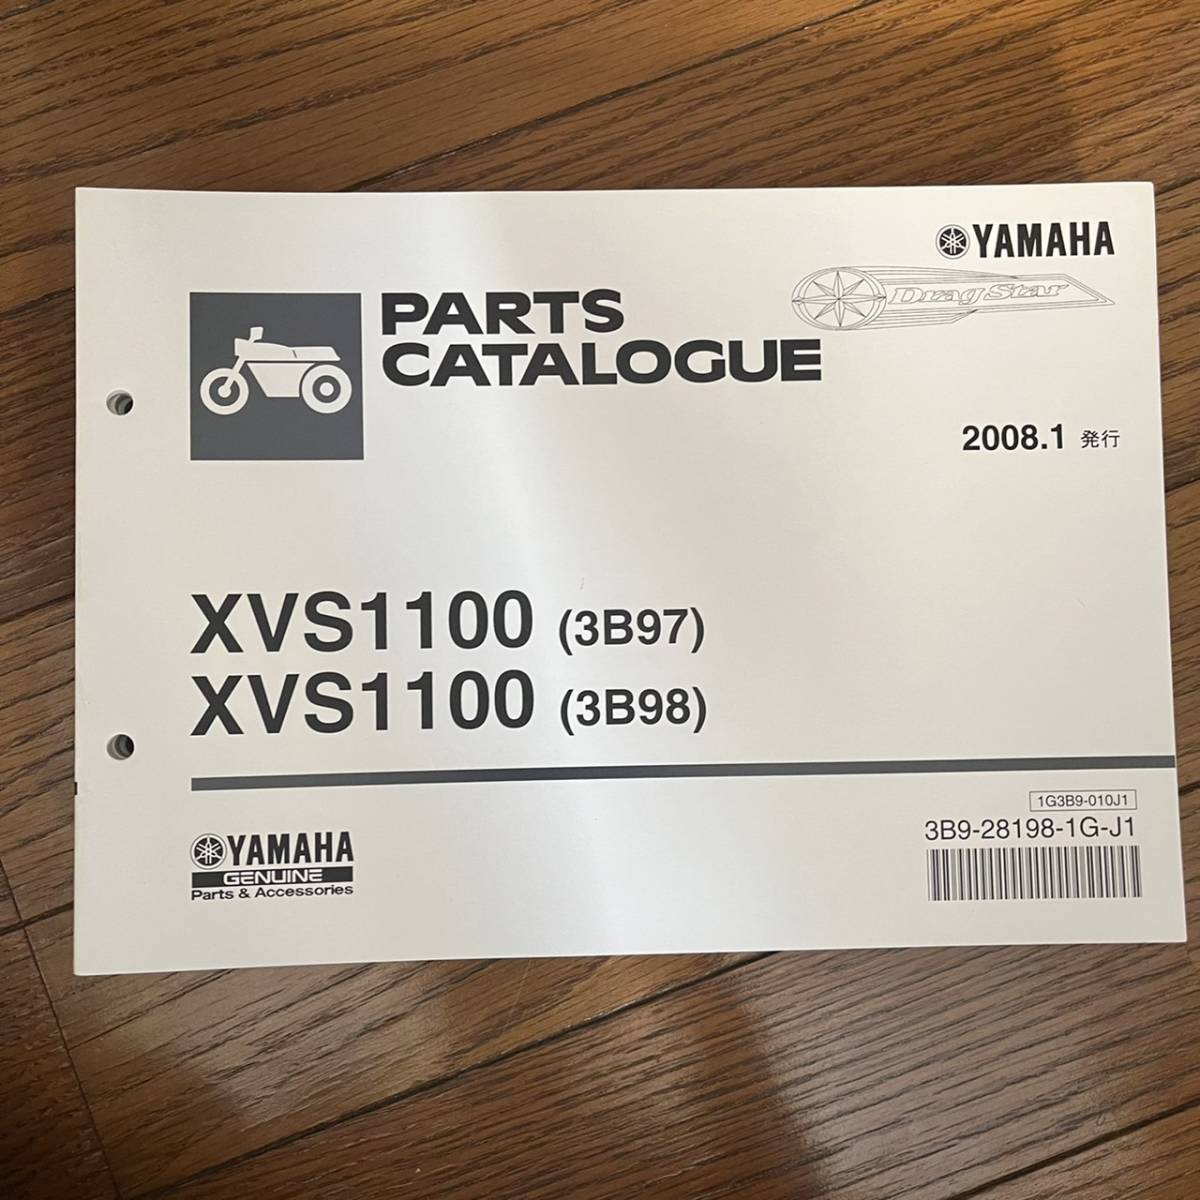 YAMAHA
Drag Star
PARTS
CATALOGUE
2008.1 発行
XVS1100 (3B97)
XVS1100 (3B98)
1G3B9-010J1
3B9-28198-1G-J1
YAMAHA
GENUINE
Parts & Accessories